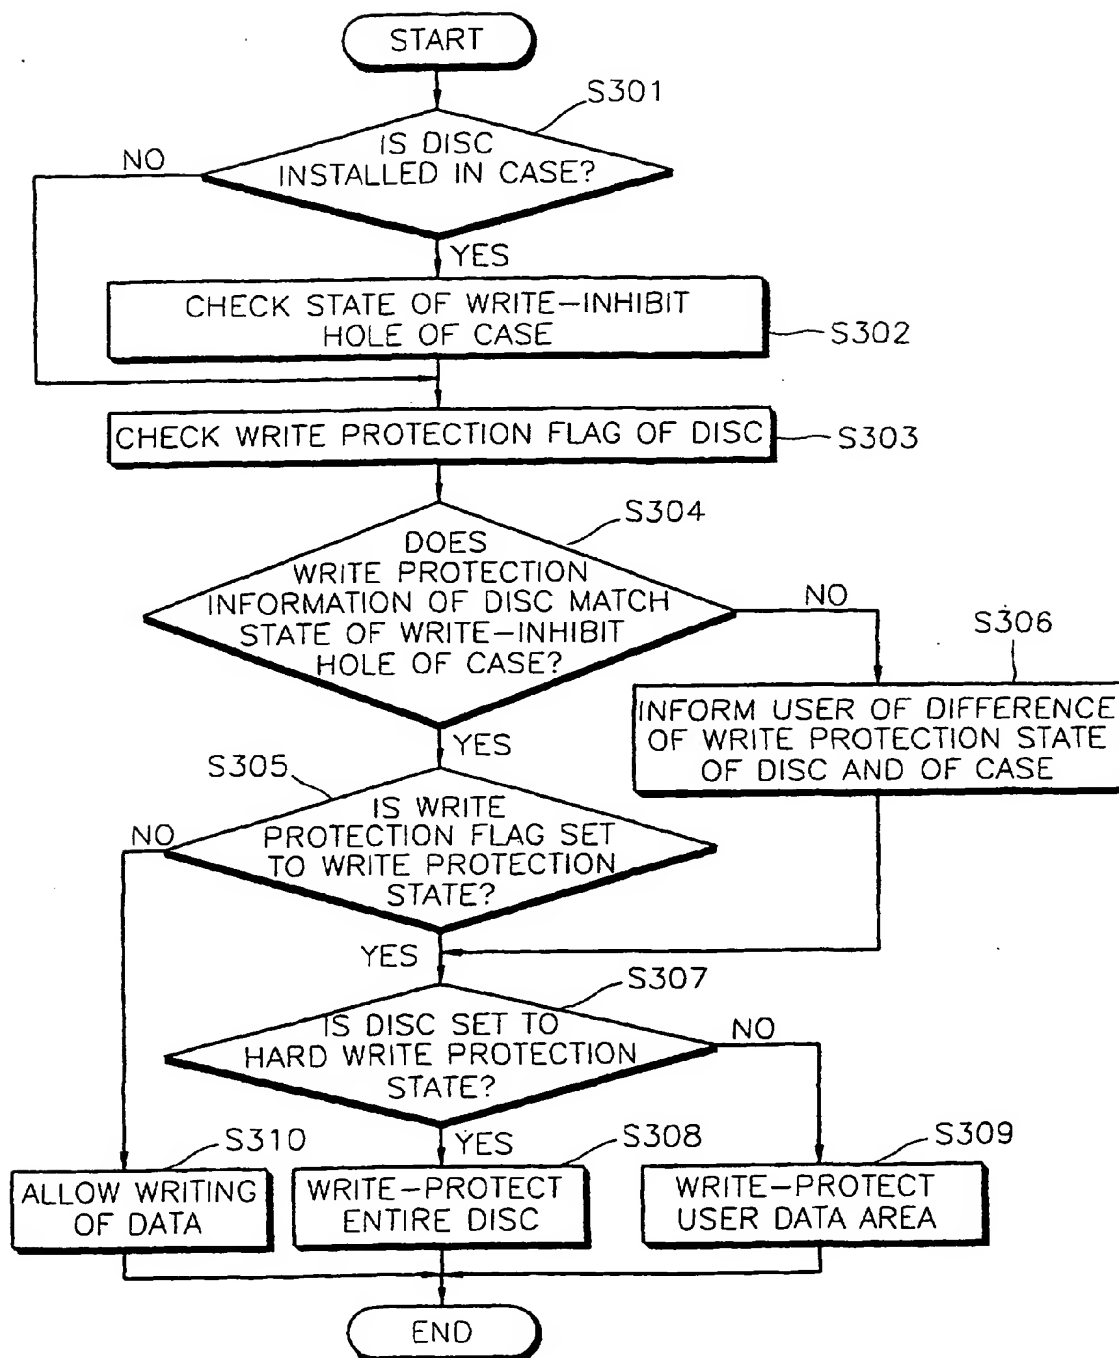 START
S301
IS DISC
INSTALLED IN CASE?
NO
YES
CHECK STATE OF WRITE-INHIBIT
HOLE OF CASE
S302
CHECK WRITE PROTECTION FLAG OF DISC
S303
S304
DOES
WRITE PROTECTION
INFORMATION OF DISC MATCH
STATE OF WRITE-INHIBIT
HOLE OF CASE?
NO
S306
INFORM USER OF DIFFERENCE
OF WRITE PROTECTION STATE
OF DISC AND OF CASE
YES
S305
IS WRITE
PROTECTION FLAG SET
TO WRITE PROTECTION
STATE?
NO
YES
S307
IS DISC SET TO
HARD WRITE PROTECTION
STATE?
NO
YES
S310
ALLOW WRITING
OF DATA
S308
WRITE-PROTECT
ENTIRE DISC
S309
WRITE-PROTECT
USER DATA AREA
END